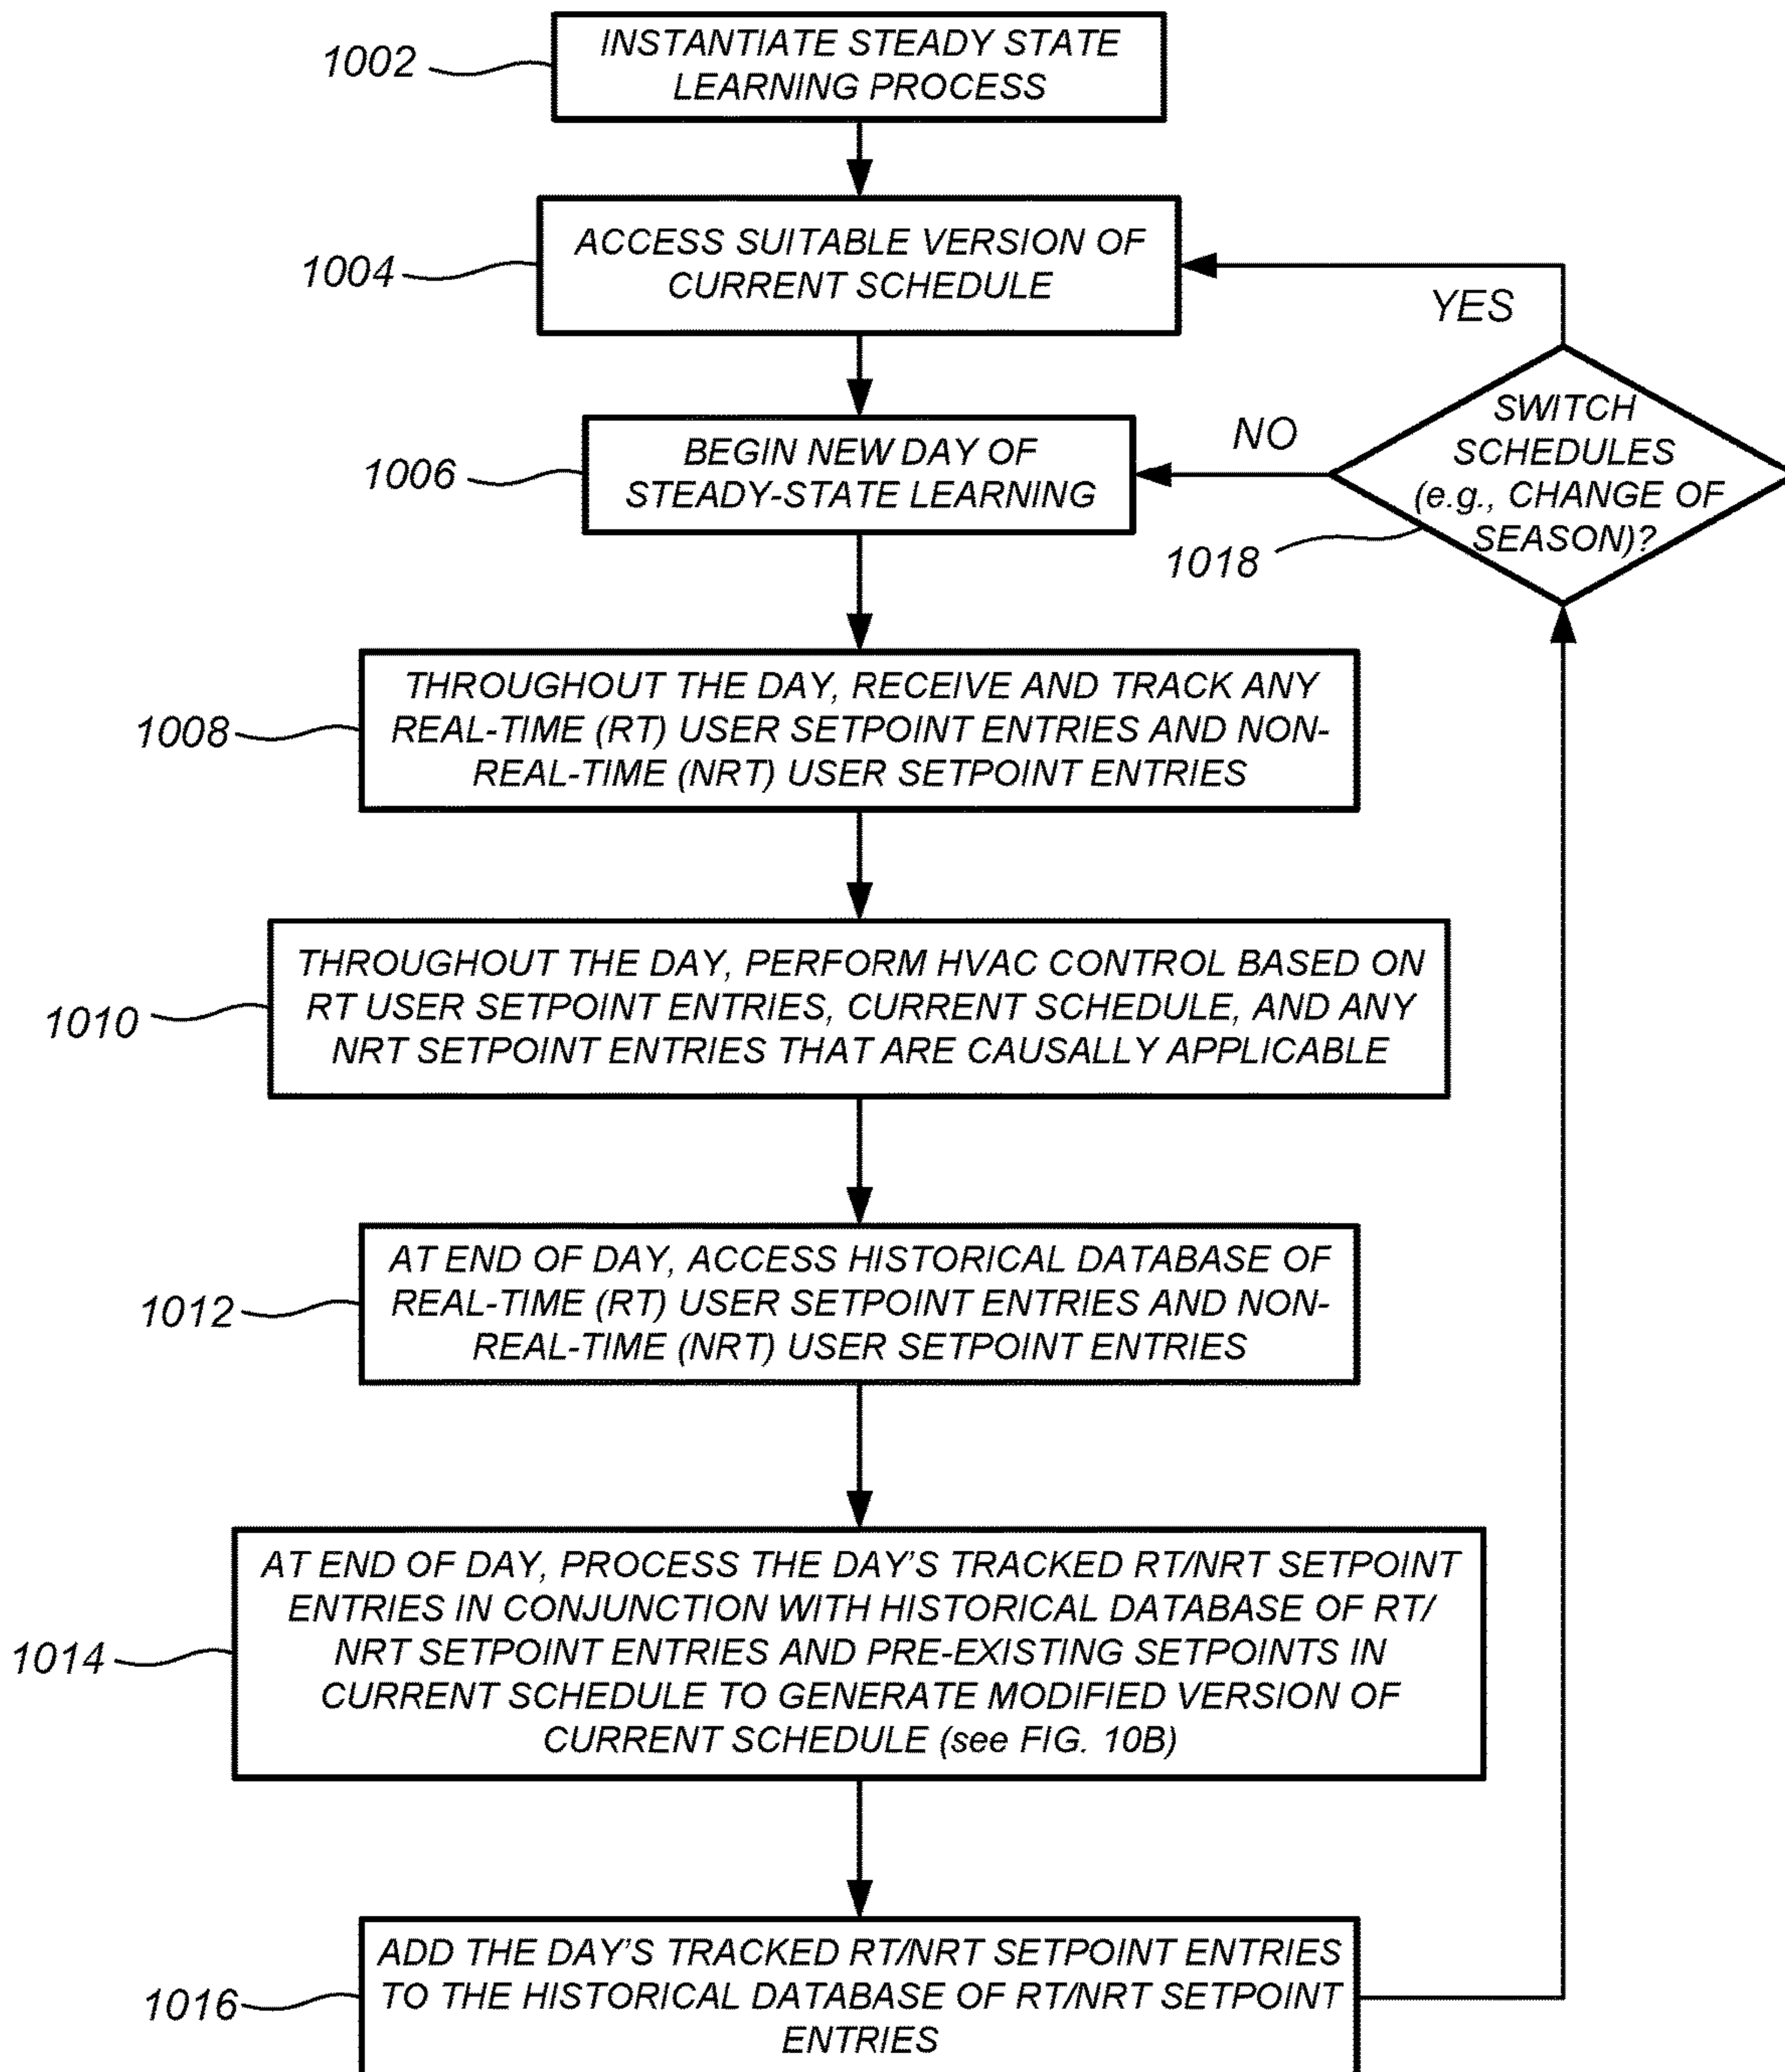 1002
INSTANTIATE STEADY STATE
LEARNING PROCESS
1004
ACCESS SUITABLE VERSION OF
CURRENT SCHEDULE
YES
1006
BEGIN NEW DAY OF
STEADY-STATE LEARNING
NO
SWITCH
SCHEDULES
(e.g., CHANGE OF
SEASON)?
1018
1008
THROUGHOUT THE DAY, RECEIVE AND TRACK ANY
REAL-TIME (RT) USER SETPOINT ENTRIES AND NON-
REAL-TIME (NRT) USER SETPOINT ENTRIES
1010
THROUGHOUT THE DAY, PERFORM HVAC CONTROL BASED ON
RT USER SETPOINT ENTRIES, CURRENT SCHEDULE, AND ANY
NRT SETPOINT ENTRIES THAT ARE CAUSALLY APPLICABLE
1012
AT END OF DAY, ACCESS HISTORICAL DATABASE OF
REAL-TIME (RT) USER SETPOINT ENTRIES AND NON-
REAL-TIME (NRT) USER SETPOINT ENTRIES
1014
AT END OF DAY, PROCESS THE DAY'S TRACKED RT/NRT SETPOINT
ENTRIES IN CONJUNCTION WITH HISTORICAL DATABASE OF RT/
NRT SETPOINT ENTRIES AND PRE-EXISTING SETPOINTS IN
CURRENT SCHEDULE TO GENERATE MODIFIED VERSION OF
CURRENT SCHEDULE (see FIG. 10B)
1016
ADD THE DAY'S TRACKED RT/NRT SETPOINT ENTRIES
TO THE HISTORICAL DATABASE OF RT/NRT SETPOINT
ENTRIES